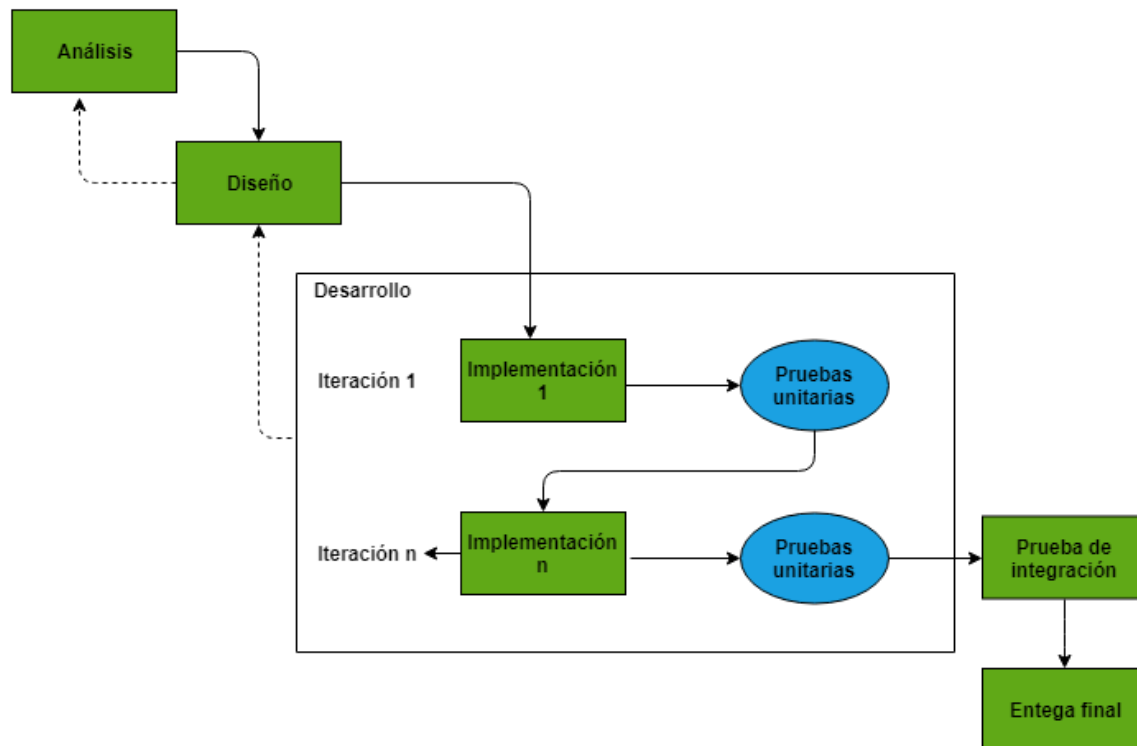 Análisis
Diseño
Desarrollo
Iteración 1
Implementación
1
Pruebas
unitarias
Iteración n
Implementación
n
Pruebas
unitarias
Prueba de
integración
Entega final